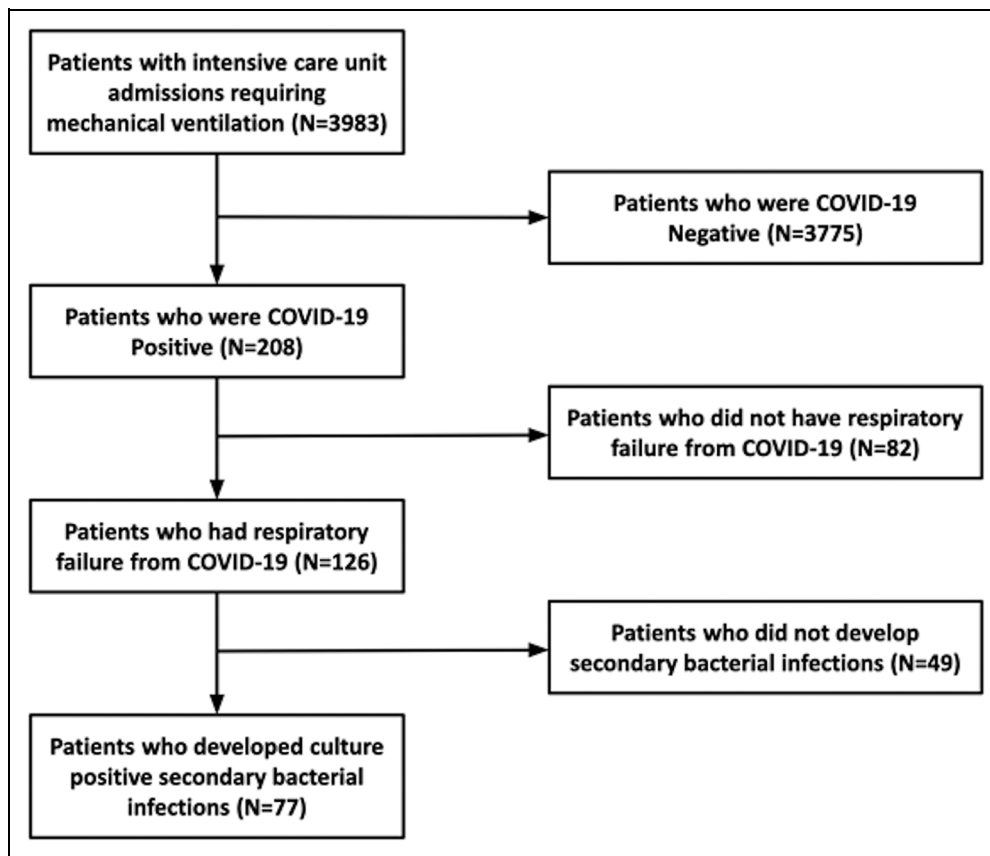 Patients with intensive care unit
admissions requiring
mechanical ventilation (N=3983)
Patients who were COVID-19
Negative (N=3775)
Patients who were COVID-19
Positive (N=208)
Patients who did not have respiratory
failure from COVID-19 (N=82)
Patients who had respiratory
failure from COVID-19 (N=126)
Patients who did not develop
secondary bacterial infections (N=49)
Patients who developed culture
positive secondary bacterial
infections (N=77)